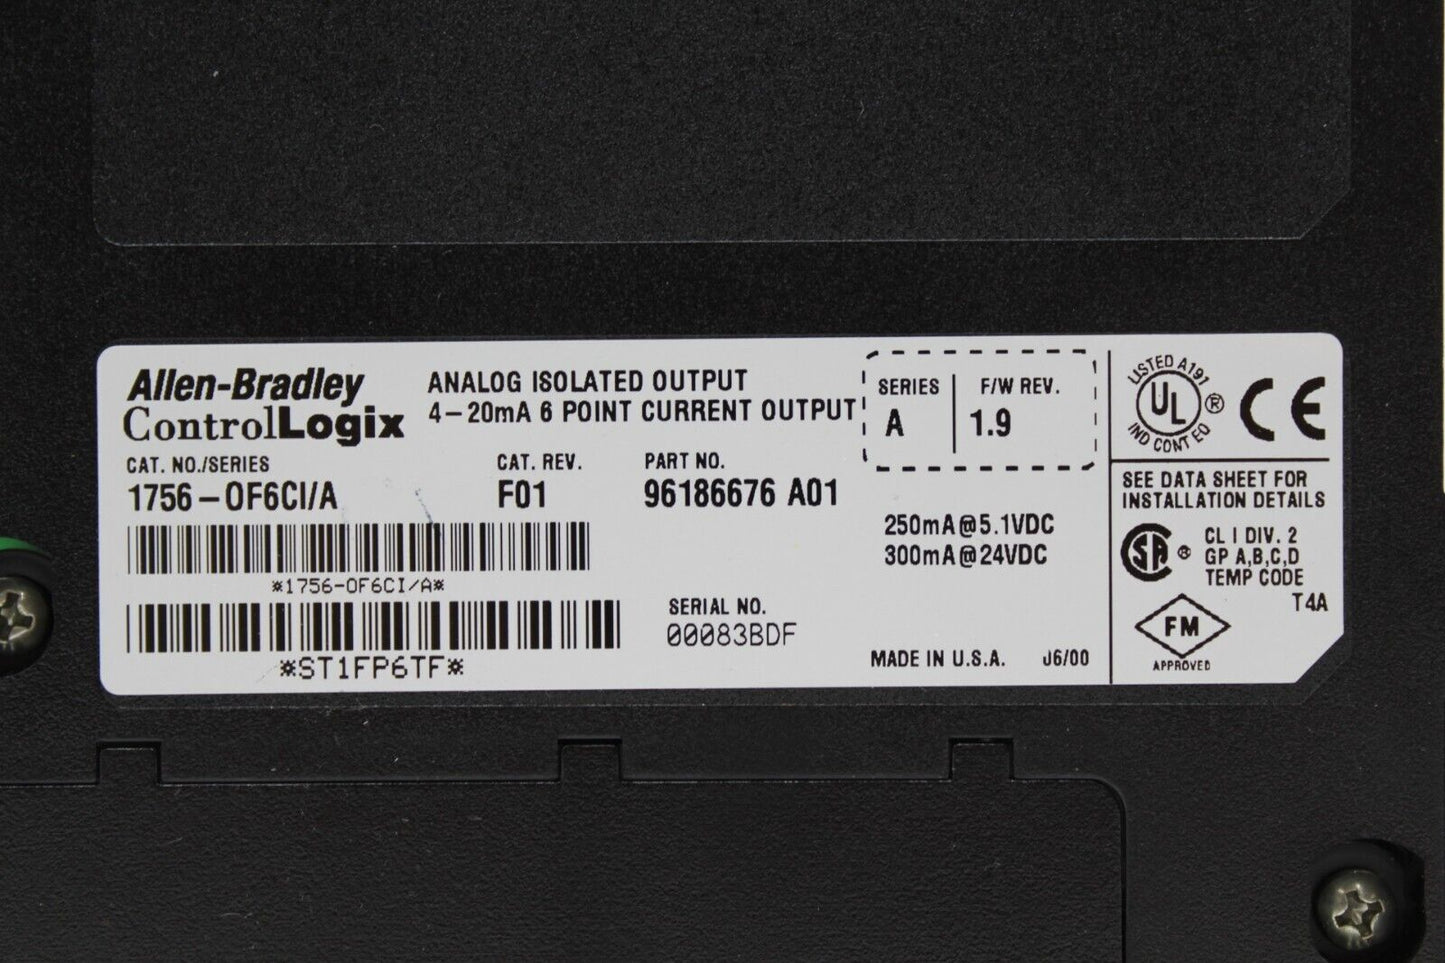 Allen-Bradley
ControlLogix
ANALOG ISOLATED OUTPUT
4-20mA 6 POINT CURRENT OUTPUT
SERIES
A
F/W REV.
1.9
CAT. NO./SERIES
1756-OF6CI/A
CAT. REV.
F01
PART NO.
96186676 A01
*1756-OF6CI/A*
*ST1FP6TF*
250mA@5.1VDC
300mA@24VDC
SERIAL NO.
00083BDF
MADE IN U.S.A. J6/00
LISTED A191
UL ®
IND CONT EQ
CE
SEE DATA SHEET FOR
INSTALLATION DETAILS
SA ®
CL I DIV. 2
GP A,B,C,D
TEMP CODE
T4A
FM
APPROVED